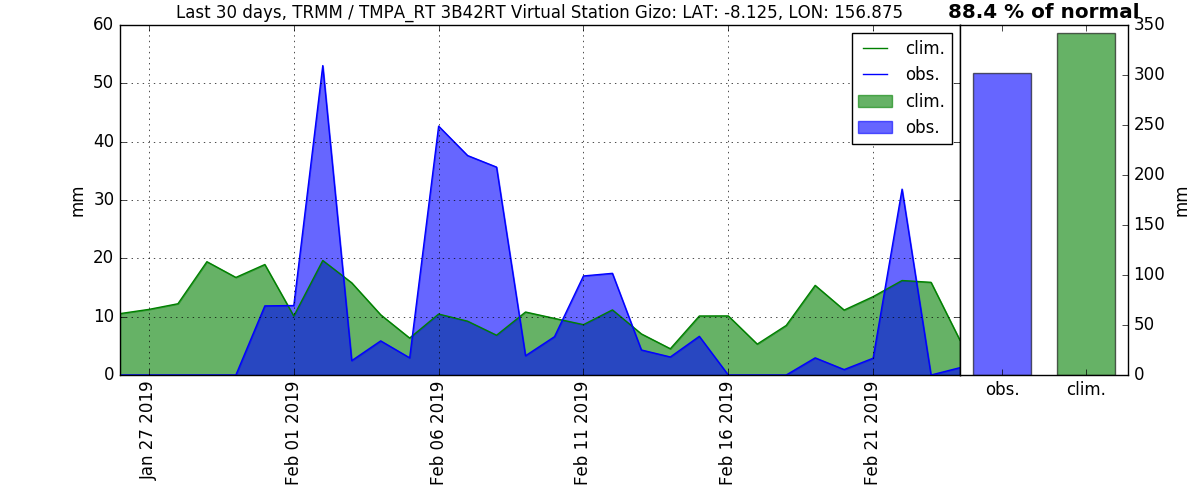 Last 30 days, TRMM / TMPA_RT 3B42RT Virtual Station Gizo: LAT: -8.125, LON: 156.875
88.4 % of normal
60
50
40
30
20
10
0
mm
clim.
obs.
clim.
obs.
Jan 27 2019
Feb 01 2019
Feb 06 2019
Feb 11 2019
Feb 16 2019
Feb 21 2019
350
300
250
200
150
100
50
0
mm
obs.
clim.